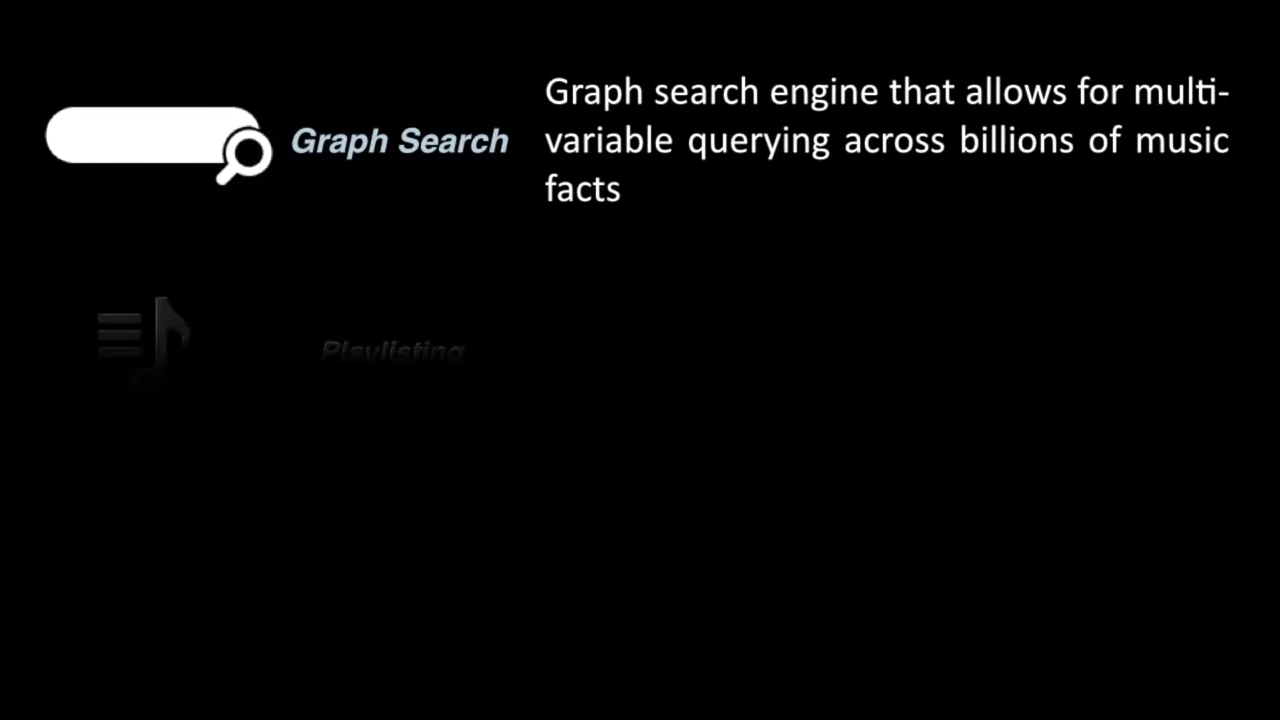 Graph Search
Graph search engine that allows for multi-
variable querying across billions of music
facts
Playlisting